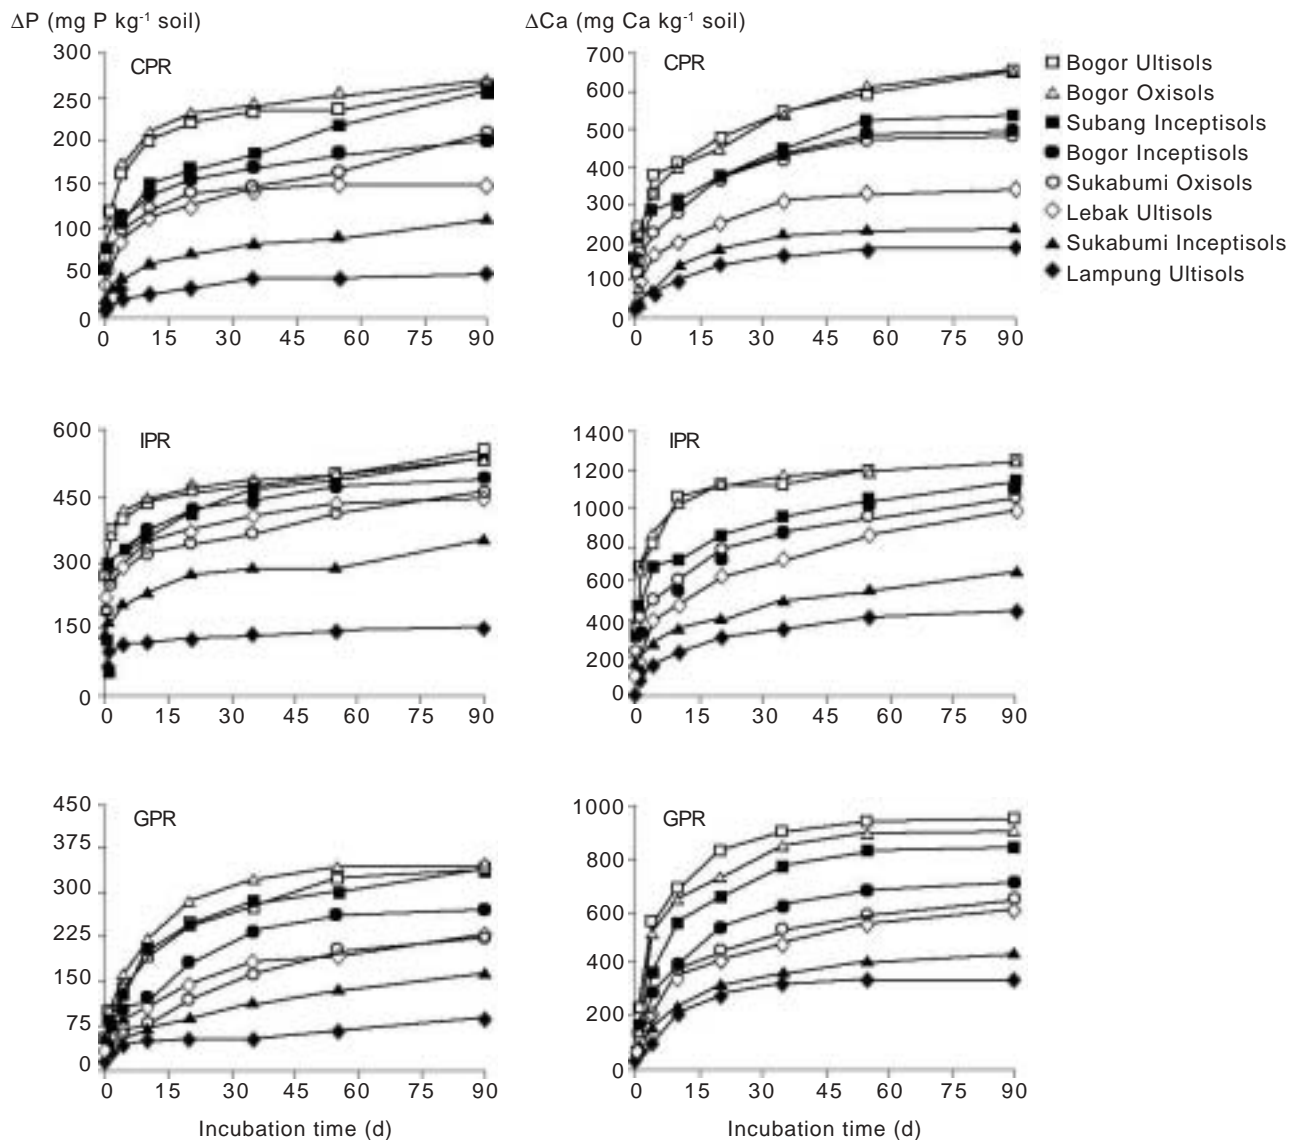 ΔP (mg P kg⁻¹ soil)
ΔCa (mg Ca kg⁻¹ soil)
CPR
300
250
200
150
100
50
0
0 15 30 45 60 75 90
CPR
700
600
500
400
300
200
100
0
0 15 30 45 60 75 90
Bogor Ultisols
Bogor Oxisols
Subang Inceptisols
Bogor Inceptisols
Sukabumi Oxisols
Lebak Ultisols
Sukabumi Inceptisols
Lampung Ultisols
IPR
600
450
300
150
0
0 15 30 45 60 75 90
IPR
1400
1200
1000
800
600
400
200
0
0 15 30 45 60 75 90
GPR
450
375
300
225
150
75
0
0 15 30 45 60 75 90
Incubation time (d)
GPR
1000
800
600
400
200
0
0 15 30 45 60 75 90
Incubation time (d)